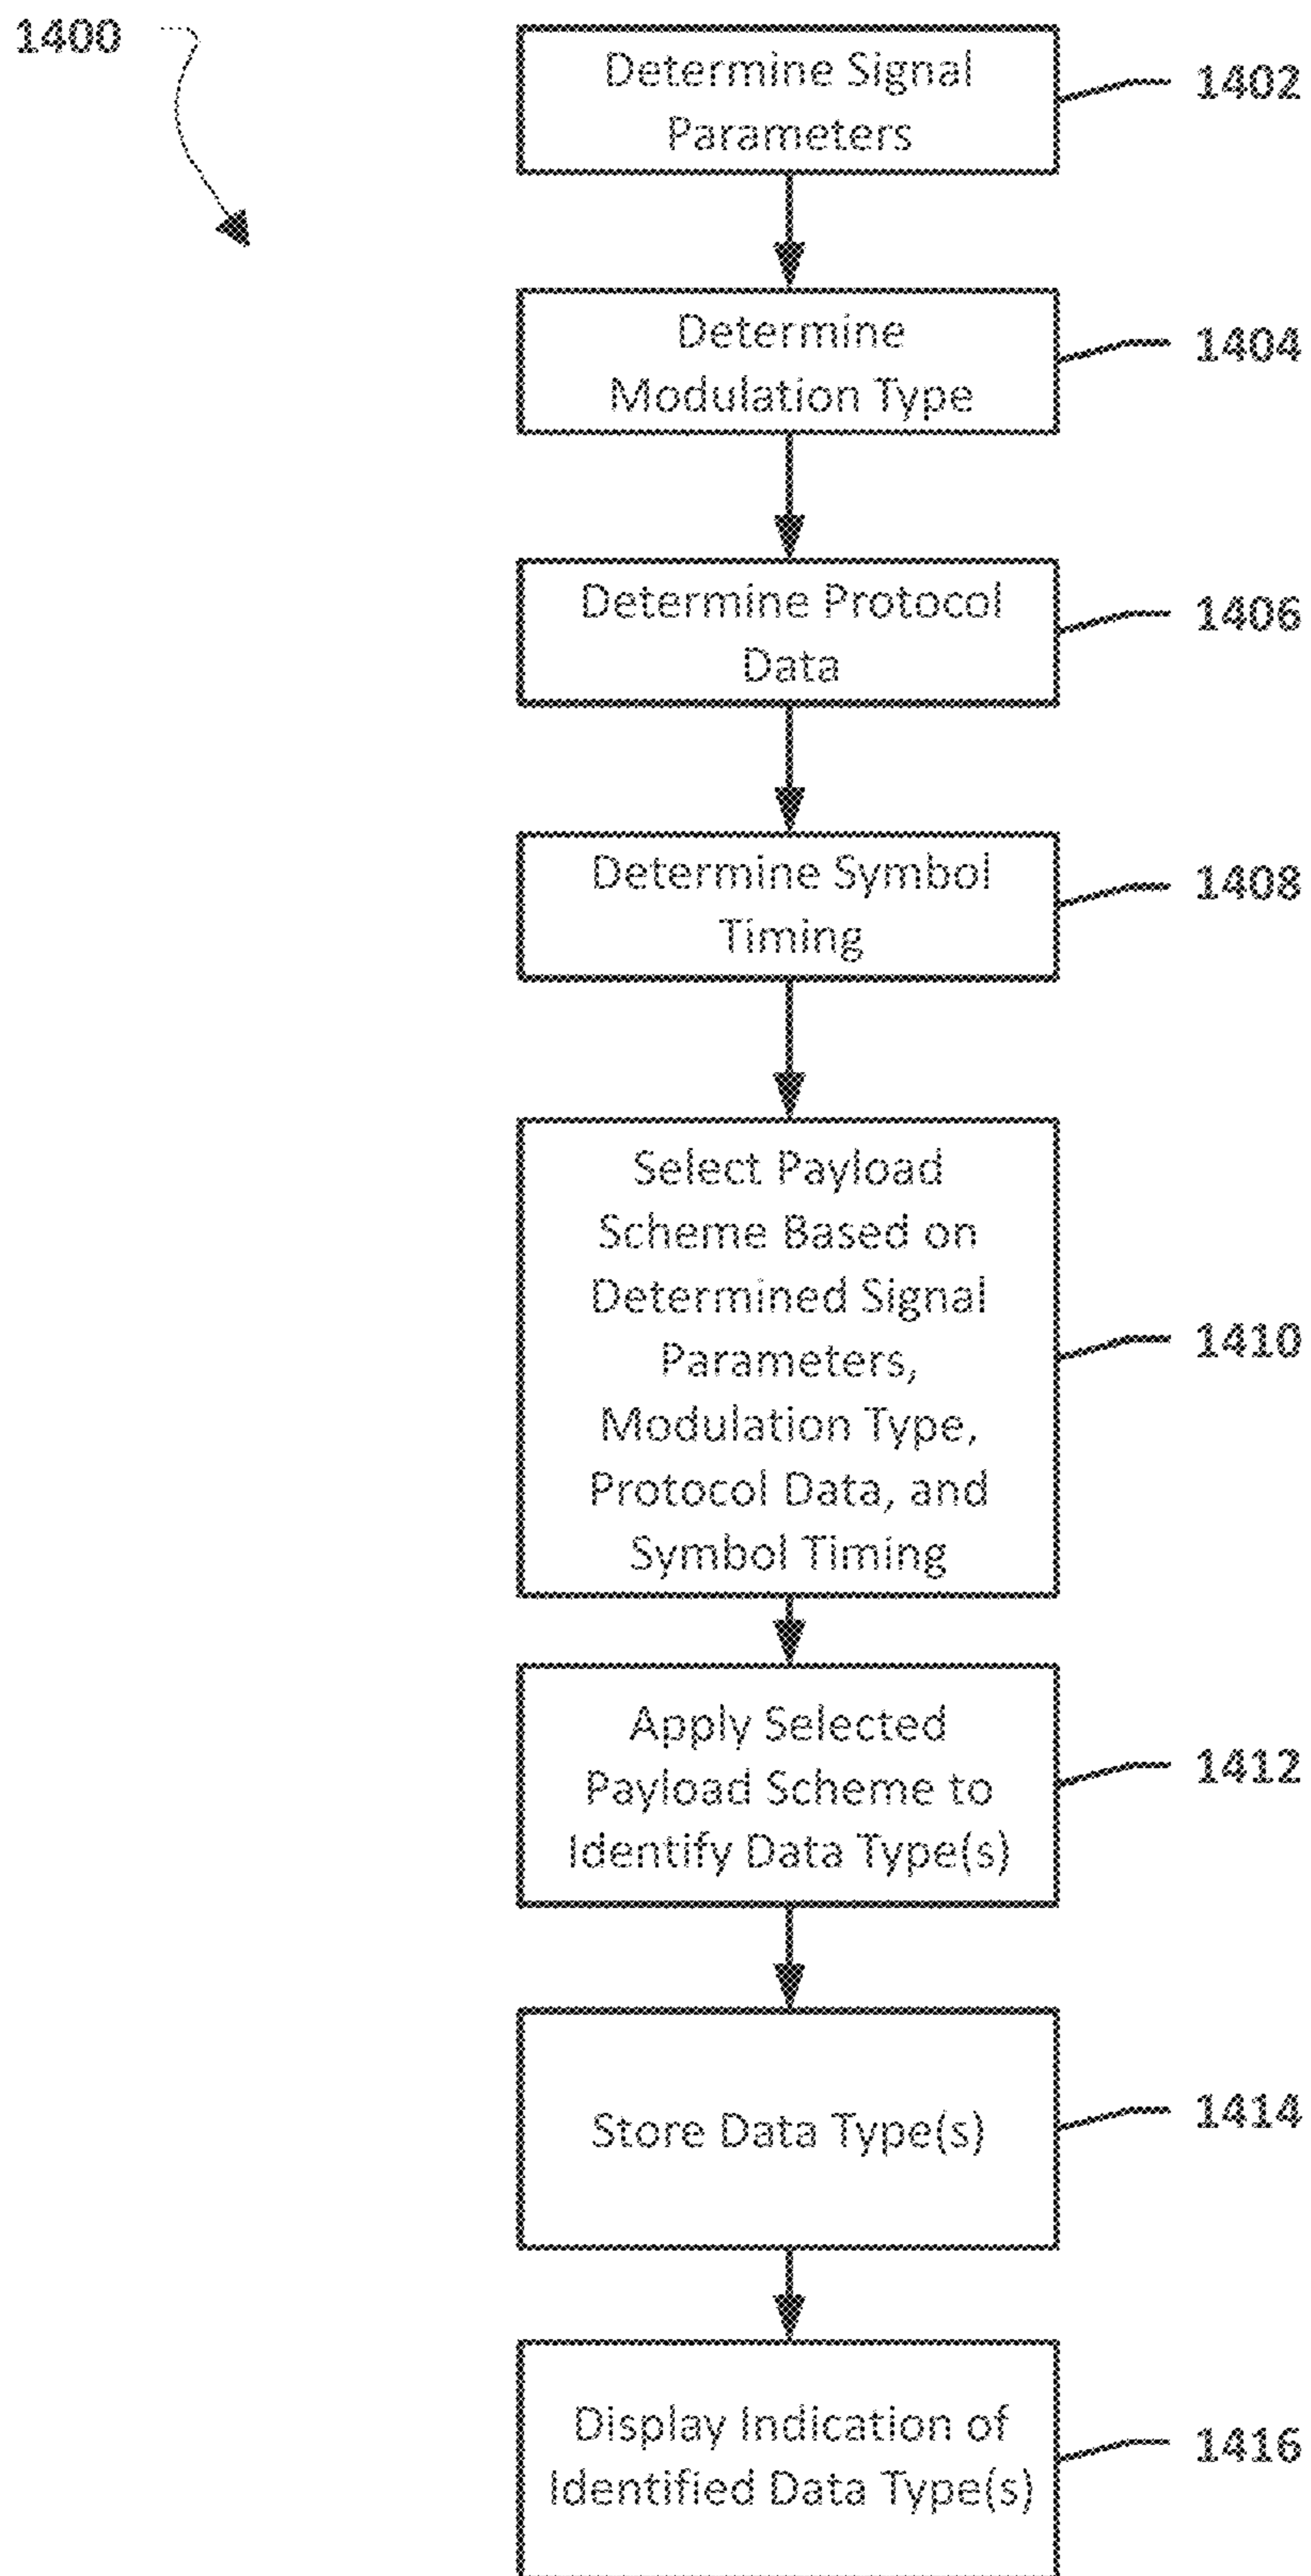 1400
Determine Signal
Parameters
1402
Determine
Modulation Type
1404
Determine Protocol
Data
1406
Determine Symbol
Timing
1408
Select Payload
Scheme Based on
Determined Signal
Parameters,
Modulation Type,
Protocol Data, and
Symbol Timing
1410
Apply Selected
Payload Scheme to
Identify Data Type(s)
1412
Store Data Type(s)
1414
Display Indication of
Identified Data Type(s)
1416